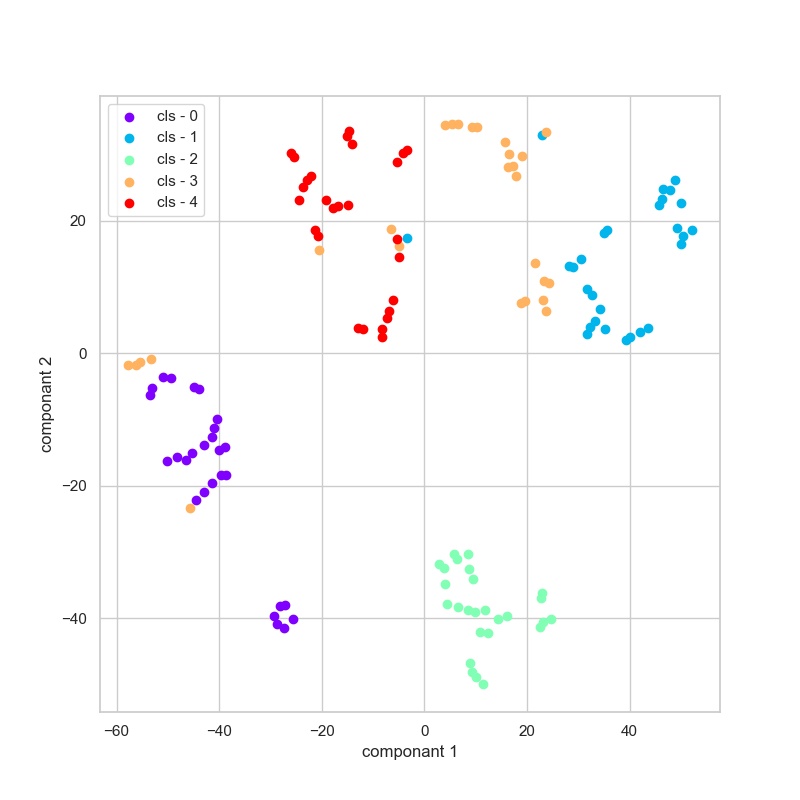 cls - 0
cls - 1
cls - 2
cls - 3
cls - 4
20
0
−20
−40
−60
−40
−20
0
20
40
componant 1
componant 2